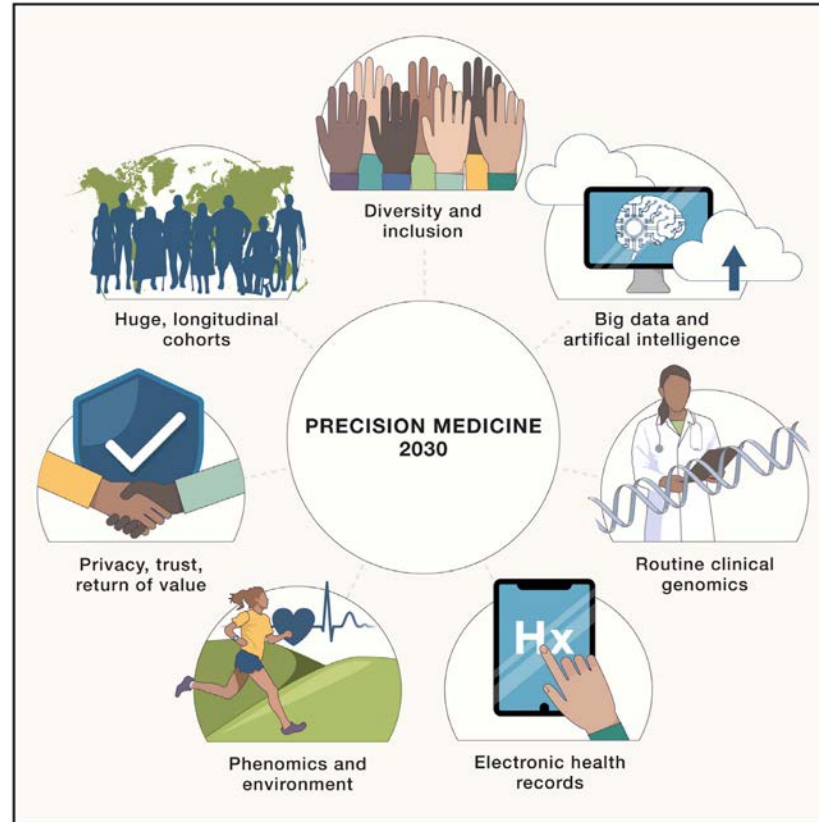 Diversity and
inclusion
Huge, longitudinal
cohorts
Big data and
artifical intelligence
PRECISION MEDICINE
2030
Privacy, trust,
return of value
Routine clinical
genomics
Hx
Phenomics and
environment
Electronic health
records